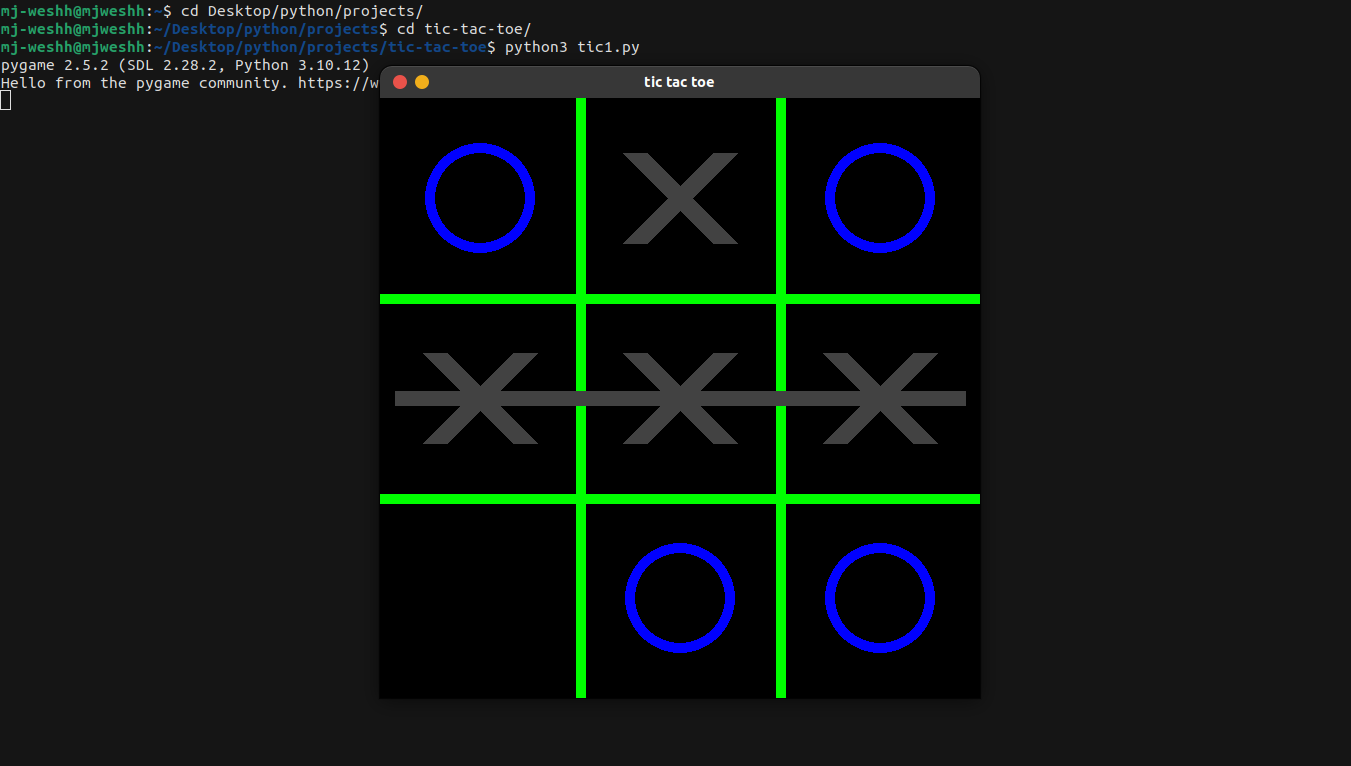 mj-weshh@mjweshh:~$ cd Desktop/python/projects/
mj-weshh@mjweshh:~/Desktop/python/projects$ cd tic-tac-toe/
mj-weshh@mjweshh:~/Desktop/python/projects/tic-tac-toe$ python3 tic1.py
pygame 2.5.2 (SDL 2.28.2, Python 3.10.12)
Hello from the pygame community. https://w
tic tac toe